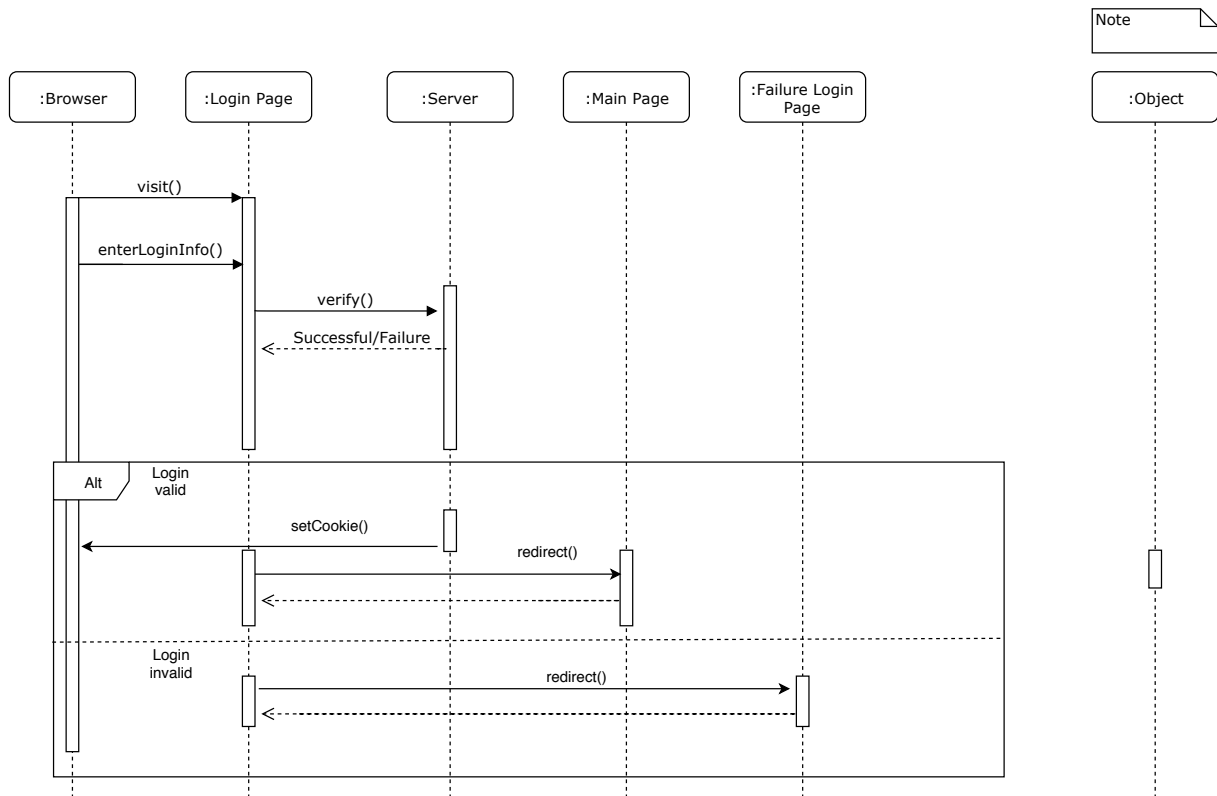 Note
:Browser
:Login Page
:Server
:Main Page
:Failure Login
Page
:Object
visit()
enterLoginInfo()
verify()
Successful/Failure
Alt
Login
valid
setCookie()
redirect()
Login
invalid
redirect()